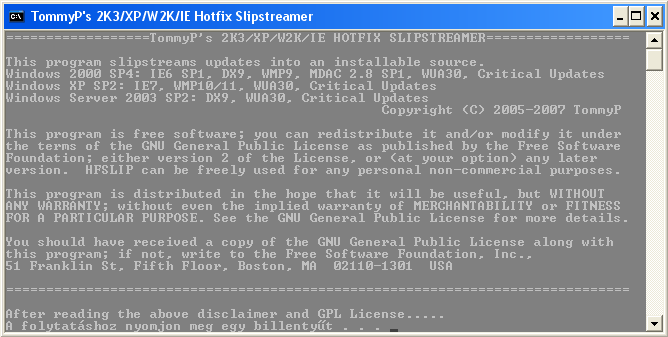 TommyP's 2K3/XP/W2K/IE Hotfix Slipstreamer
==================TommyP's 2K3/XP/W2K/IE HOTFIX SLIPSTREAMER==================
This program slipstreams updates into an installable source.
Windows 2000 SP4: IE6 SP1, DX9, WMP9, MDAC 2.8 SP1, WUA30, Critical Updates
Windows XP SP2: IE7, WMP10/11, WUA30, Critical Updates
Windows Server 2003 SP2: DX9, WUA30, Critical Updates
Copyright (C) 2005-2007 TommyP
This program is free software; you can redistribute it and/or modify it under
the terms of the GNU General Public License as published by the Free Software
Foundation; either version 2 of the License, or (at your option) any later
version.  HFSLIP can be freely used for any personal non-commercial purposes.
This program is distributed in the hope that it will be useful, but WITHOUT
ANY WARRANTY; without even the implied warranty of MERCHANTABILITY or FITNESS
FOR A PARTICULAR PURPOSE. See the GNU General Public License for more details.
You should have received a copy of the GNU General Public License along with
this program; if not, write to the Free Software Foundation, Inc.,
51 Franklin St, Fifth Floor, Boston, MA  02110-1301  USA
==============================================================================
After reading the above disclaimer and GPL License.....
A folytatáshoz nyomjon meg egy billentyűt . . . _